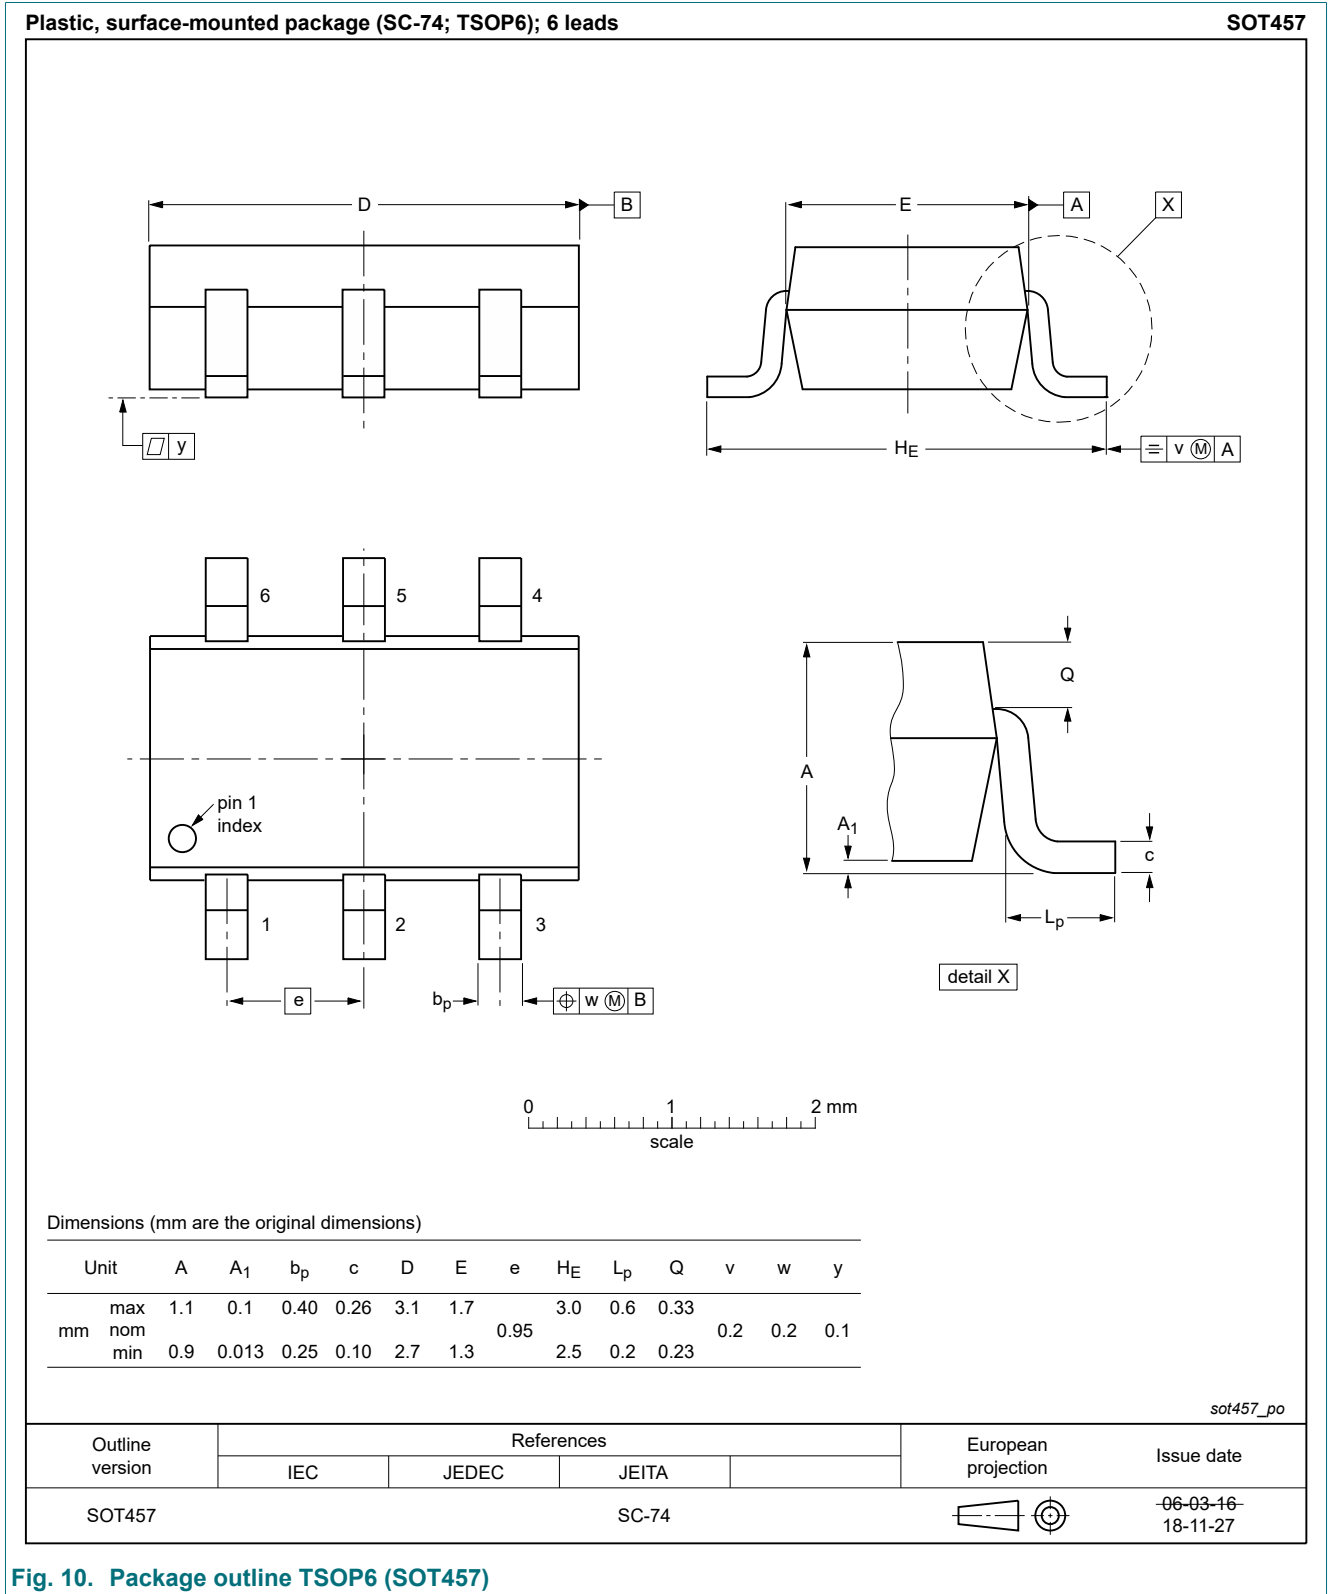 Plastic, surface-mounted package (SC-74; TSOP6); 6 leads SOT457
D B E A X
y
HE v M A
6 5 4
Q
A
pin 1
index
A1
c
1 2 3
Lp
e bp w M B
detail X
0 1 2 mm
scale
Dimensions (mm are the original dimensions)
Unit A A1 bp c D E e HE Lp Q v w y
max 1.1 0.1 0.40 0.26 3.1 1.7 3.0 0.6 0.33
mm nom 0.95 0.2 0.2 0.1
min 0.9 0.013 0.25 0.10 2.7 1.3 2.5 0.2 0.23
sot457_po
Outline
version
References
IEC JEDEC JEITA
European
projection
Issue date
SOT457 SC-74
06-03-16
18-11-27
Fig. 10. Package outline TSOP6 (SOT457)